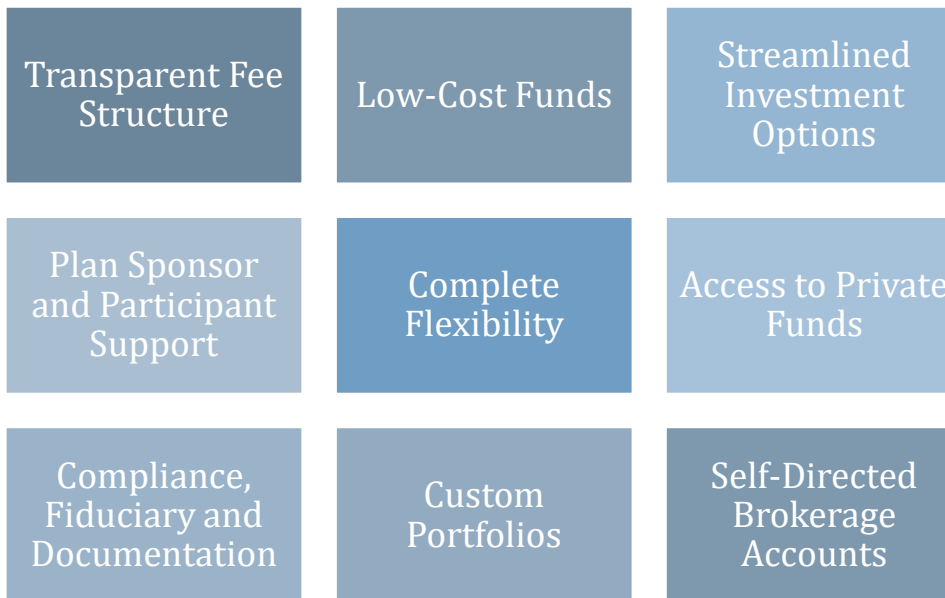 Transparent Fee
Structure
Low-Cost Funds
Streamlined
Investment
Options
Plan Sponsor
and Participant
Support
Complete
Flexibility
Access to Private
Funds
Compliance,
Fiduciary and
Documentation
Custom
Portfolios
Self-Directed
Brokerage
Accounts